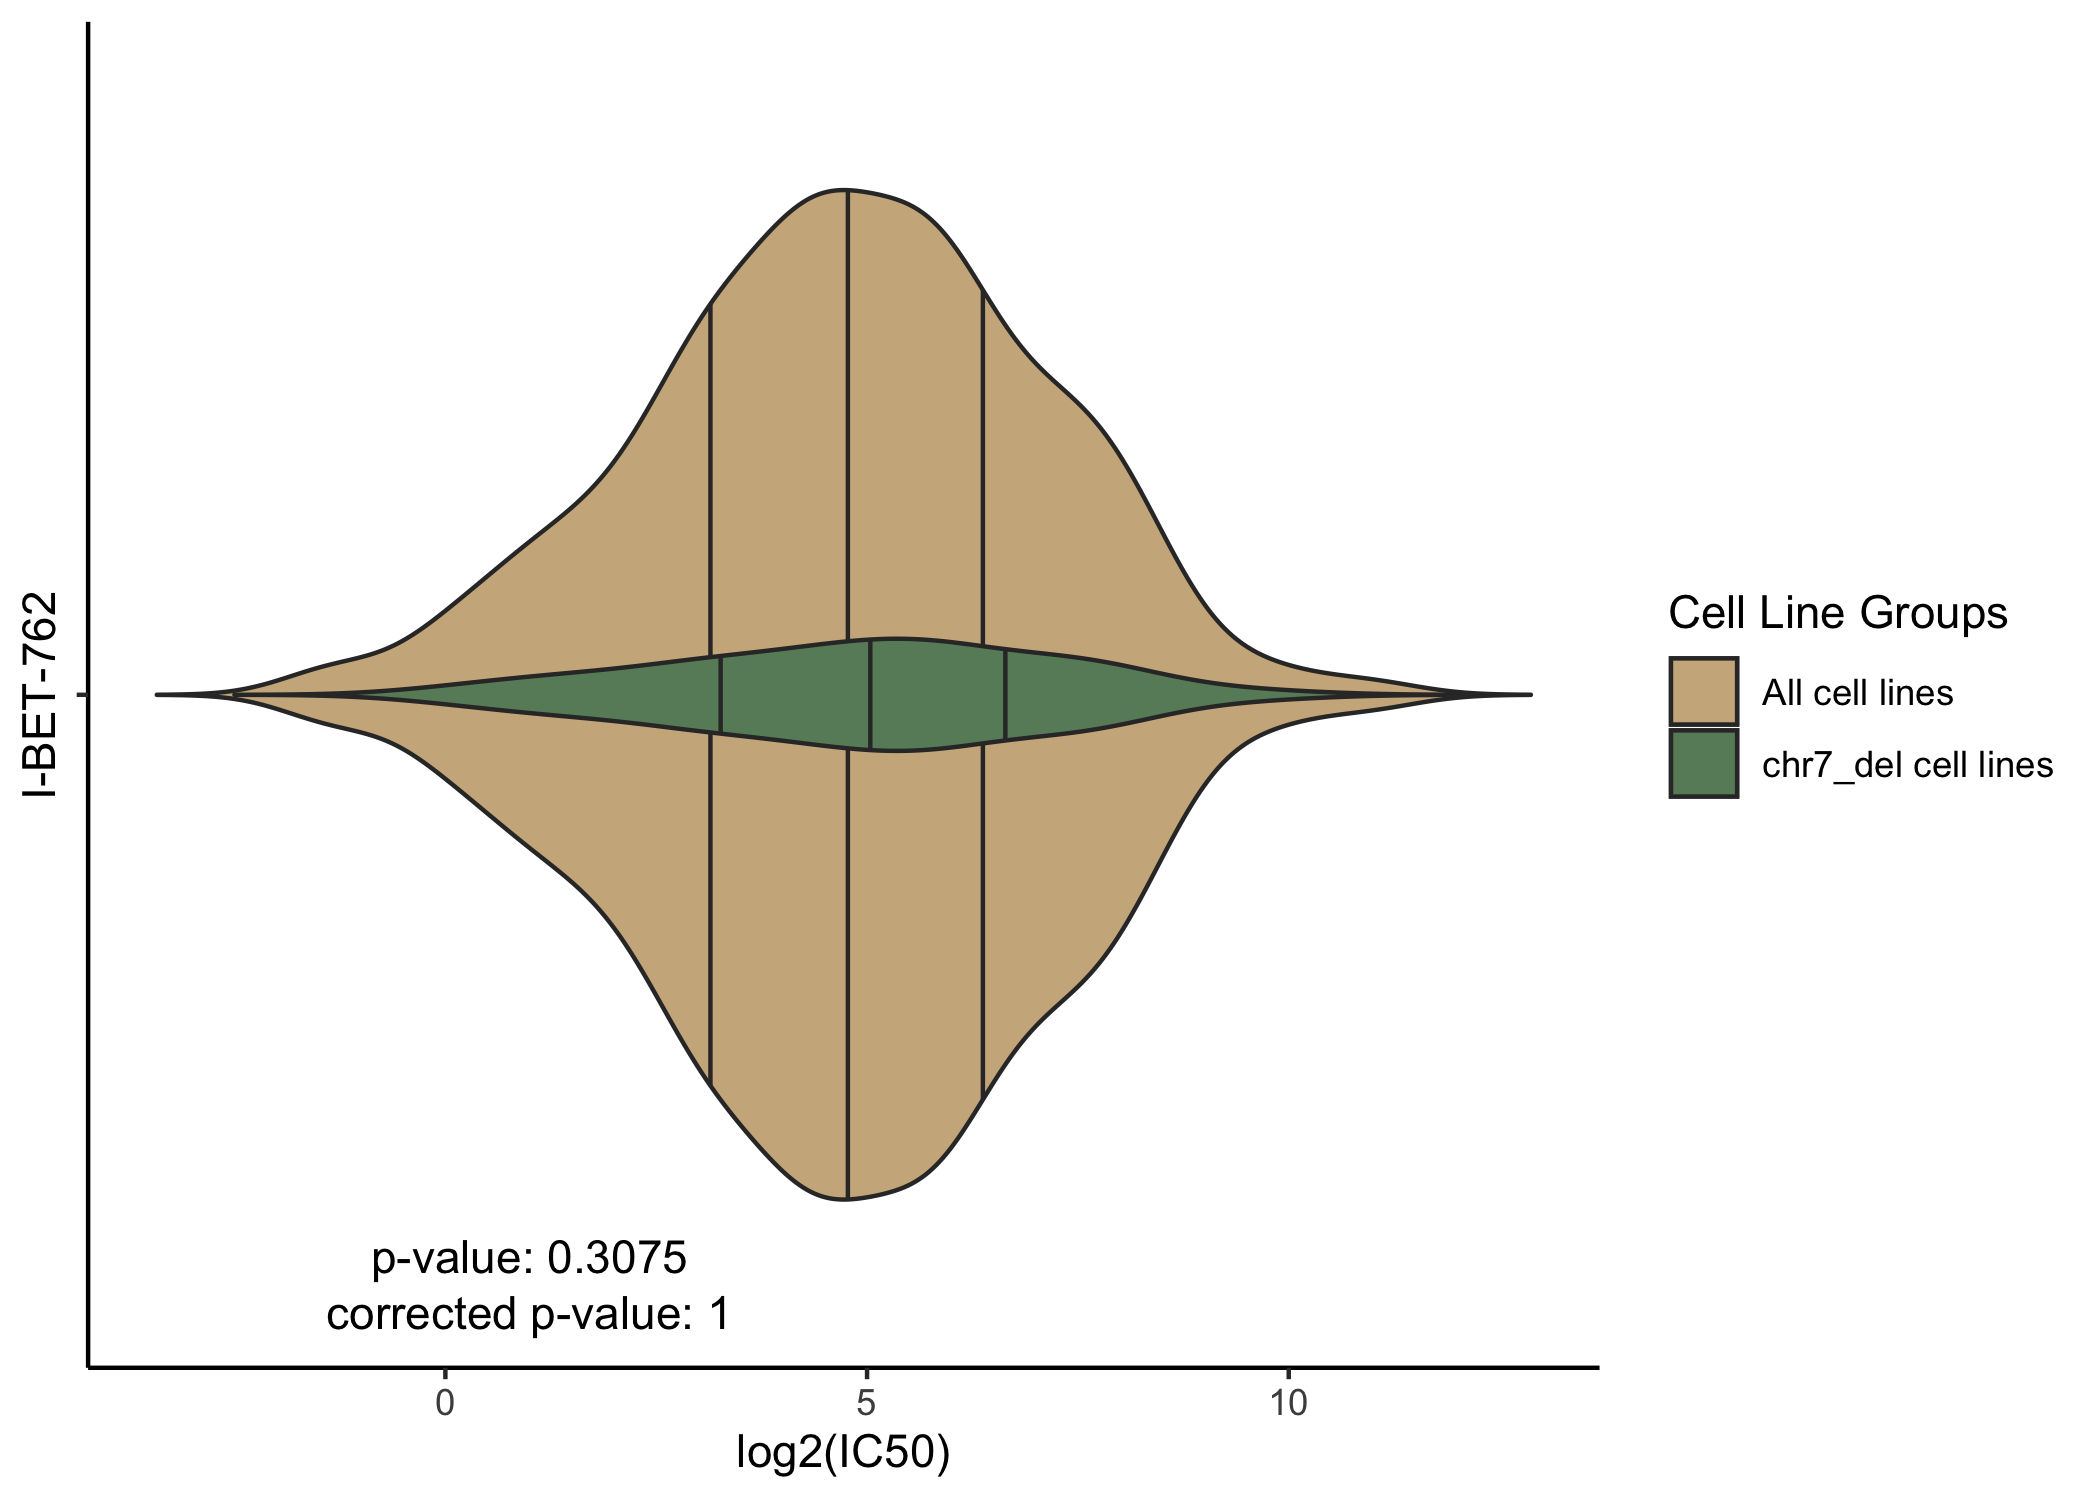 I-BET-762
p-value: 0.3075
corrected p-value: 1
0
5
10
log2(IC50)
Cell Line Groups
All cell lines
chr7_del cell lines